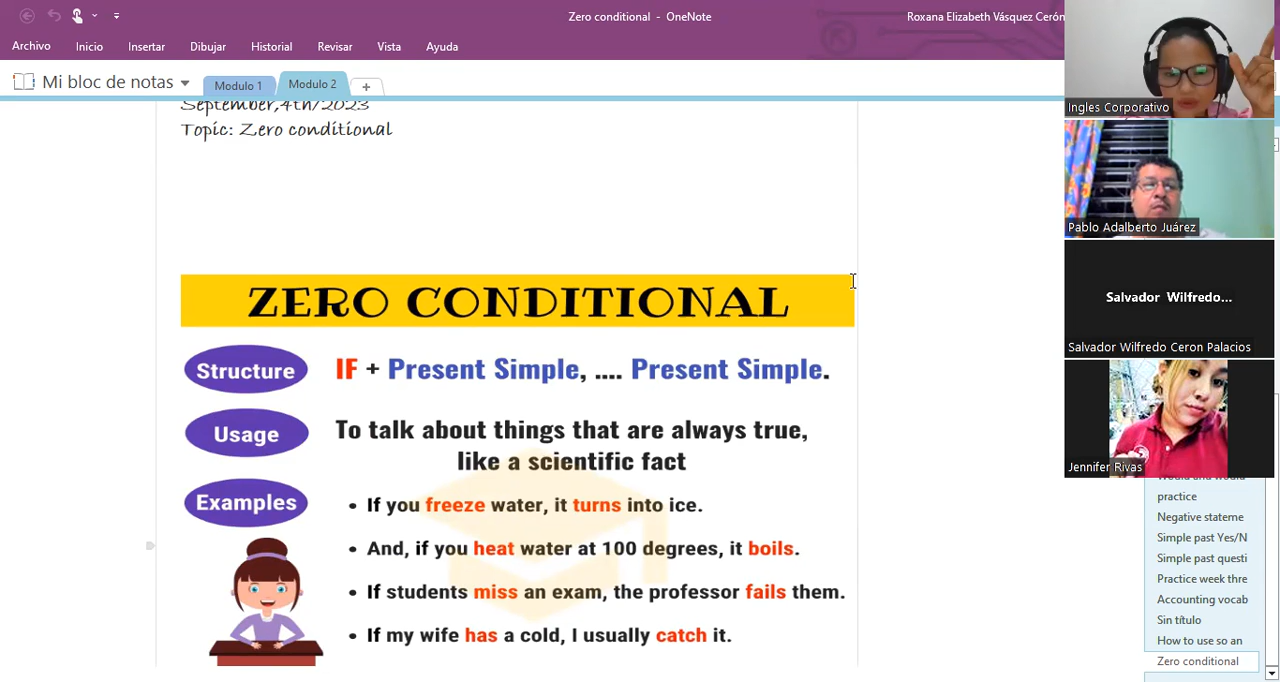 Zero conditional - OneNote
Roxana Elizabeth Vásquez Cerón
Archivo Inicio Insertar Dibujar Historial Revisar Vista Ayuda
Mi bloc de notas Modulo 1 Modulo 2 +
September,4th/2023
Topic: Zero conditional
ZERO CONDITIONAL
Structure IF + Present Simple, .... Present Simple.
Usage To talk about things that are always true,
like a scientific fact
Examples
• If you freeze water, it turns into ice.
• And, if you heat water at 100 degrees, it boils.
• If students miss an exam, the professor fails them.
• If my wife has a cold, I usually catch it.
Ingles Corporativo
Pablo Adalberto Juárez
Salvador Wilfredo...
Salvador Wilfredo Ceron Palacios
Jennifer Rivas
practice
Negative stateme
Simple past Yes/N
Simple past questi
Practice week thre
Accounting vocab
Sin título
How to use so an
Zero conditional